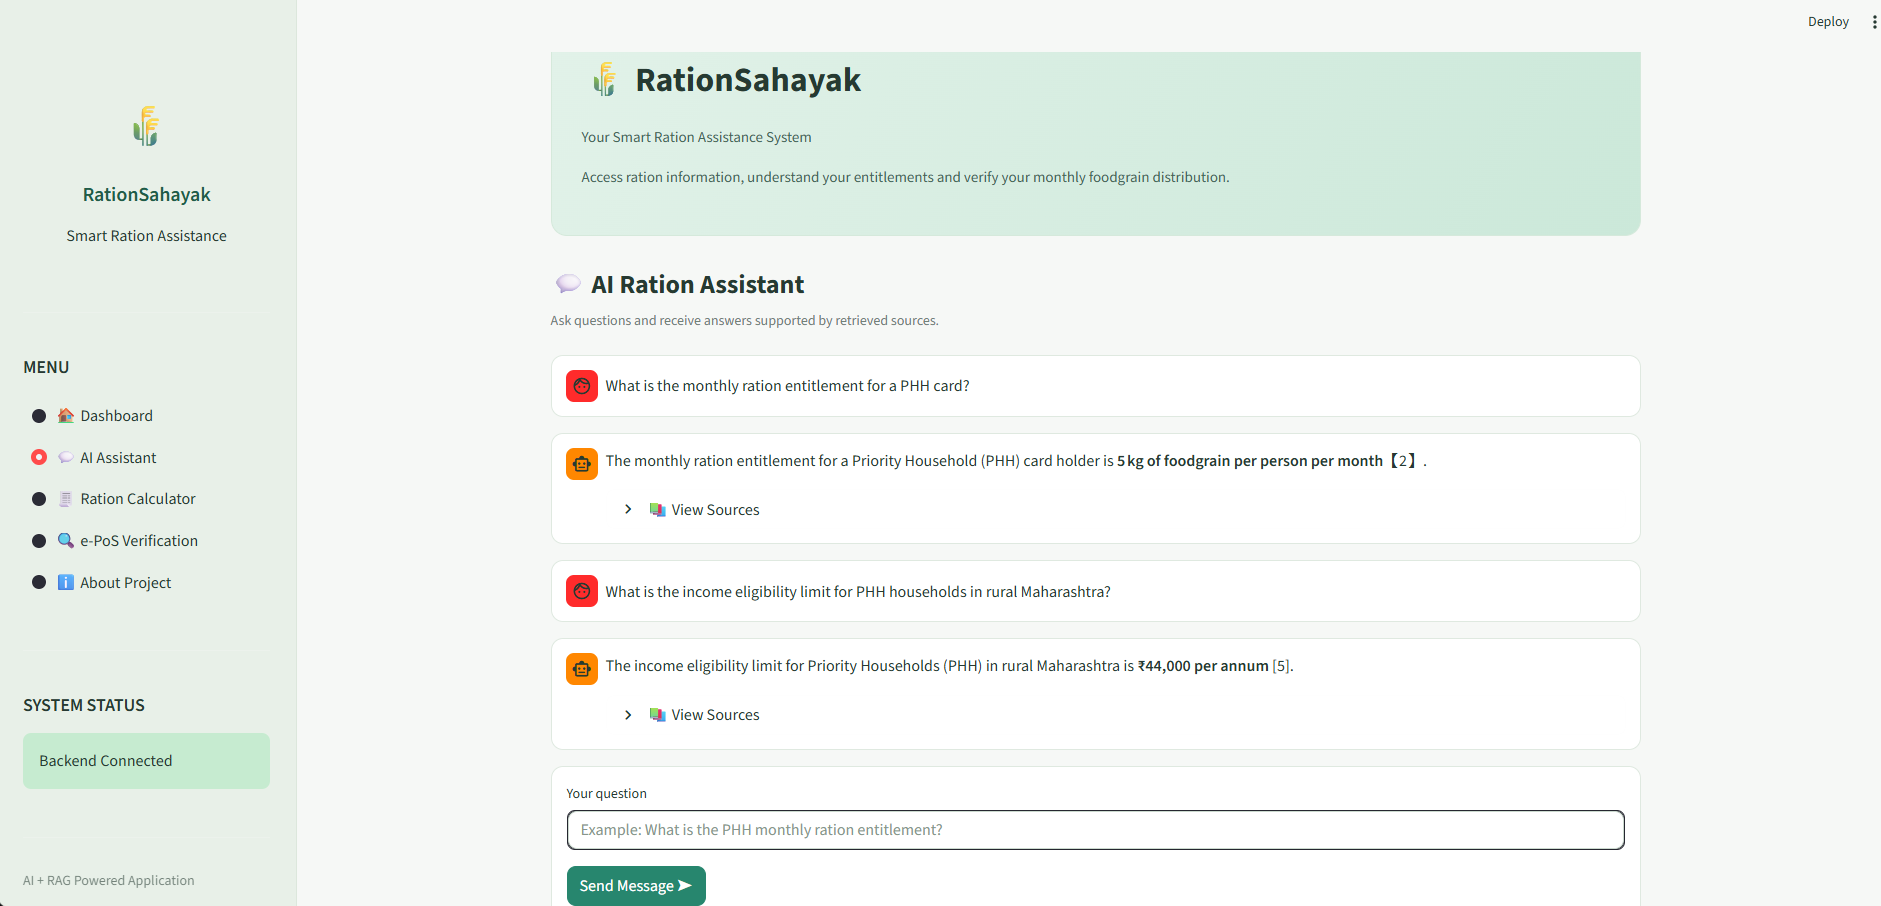 RationSahayak
Smart Ration Assistance
MENU
Dashboard
AI Assistant
Ration Calculator
e-PoS Verification
About Project
SYSTEM STATUS
Backend Connected
AI + RAG Powered Application
Deploy
RationSahayak
Your Smart Ration Assistance System
Access ration information, understand your entitlements and verify your monthly foodgrain distribution.
AI Ration Assistant
Ask questions and receive answers supported by retrieved sources.
What is the monthly ration entitlement for a PHH card?
The monthly ration entitlement for a Priority Household (PHH) card holder is 5 kg of foodgrain per person per month【2】.
View Sources
What is the income eligibility limit for PHH households in rural Maharashtra?
The income eligibility limit for Priority Households (PHH) in rural Maharashtra is ₹44,000 per annum [5].
View Sources
Your question
Example: What is the PHH monthly ration entitlement?
Send Message ➤